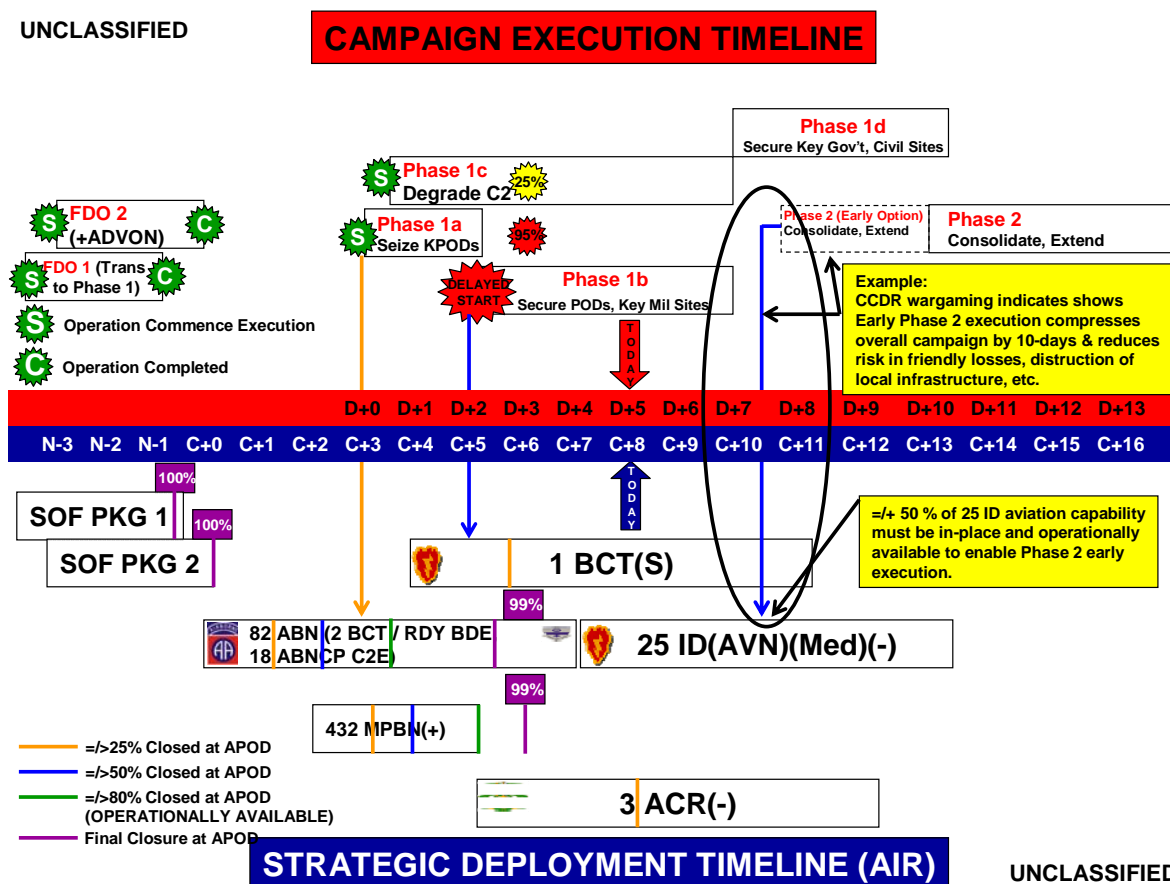 UNCLASSIFIED
CAMPAIGN EXECUTION TIMELINE
Phase 1d
Secure Key Gov't, Civil Sites
S
Phase 1c
Degrade C2
25%
S
FDO 2
(+ADVON)
C
S
Phase 1a
Seize KPODs
95%
Phase 2 (Early Option)
Consolidate, Extend
Phase 2
Consolidate, Extend
S
FDO 1 (Trans
to Phase 1)
C
DELAYED
START
Phase 1b
Secure PODs, Key Mil Sites
S
Operation Commence Execution
C
Operation Completed
TODAY
Example:
CCDR wargaming indicates shows
Early Phase 2 execution compresses
overall campaign by 10-days & reduces
risk in friendly losses, distruction of
local infrastructure, etc.
D+0 D+1 D+2 D+3 D+4 D+5 D+6 D+7 D+8 D+9 D+10 D+11 D+12 D+13
N-3 N-2 N-1 C+0 C+1 C+2 C+3 C+4 C+5 C+6 C+7 C+8 C+9 C+10 C+11 C+12 C+13 C+14 C+15 C+16
100%
SOF PKG 1
100%
SOF PKG 2
TODAY
=/+ 50 % of 25 ID aviation capability
must be in-place and operationally
available to enable Phase 2 early
execution.
1 BCT(S)
99%
AIRBORNE
AA
82 ABN (2 BCT / RDY BDE
18 ABNCP C2E)
25 ID(AVN)(Med)(-)
99%
432 MPBN(+)
=/>25% Closed at APOD
=/>50% Closed at APOD
=/>80% Closed at APOD
(OPERATIONALLY AVAILABLE)
Final Closure at APOD
3 ACR(-)
STRATEGIC DEPLOYMENT TIMELINE (AIR)
UNCLASSIFIED